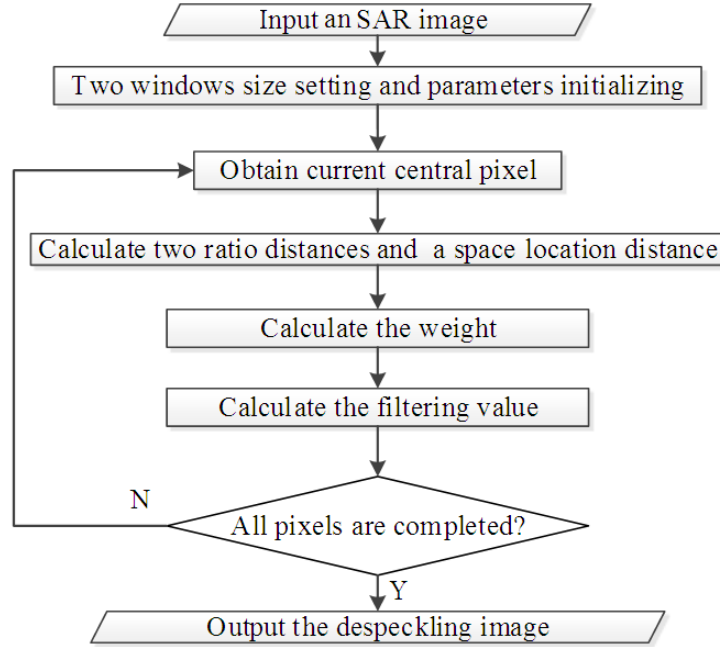 Input an SAR image
Two windows size setting and parameters initializing
Obtain current central pixel
Calculate two ratio distances and a space location distance
Calculate the weight
Calculate the filtering value
N
All pixels are completed?
Y
Output the despeckling image